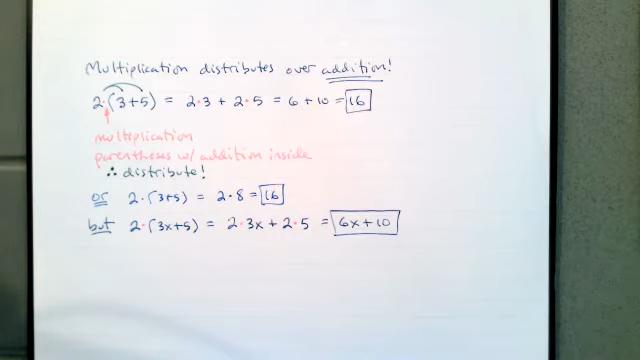 Multiplication distributes over addition!
2·(3+5) = 2·3 + 2·5 = 6 + 10 = 16
multiplication
parentheses w/ addition inside
∴ distribute!
or 2·(3+5) = 2·8 = 16
but 2·(3x+5) = 2·3x + 2·5 = 6x + 10